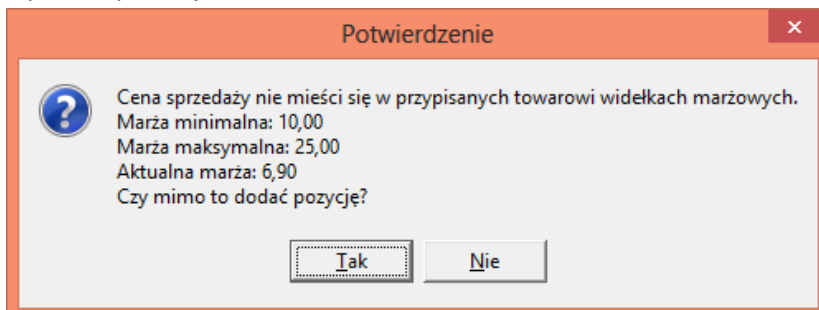 Potwierdzenie
Cena sprzedaży nie mieści się w przypisanych towarowi widełkach marżowych.
Marża minimalna: 10,00
Marża maksymalna: 25,00
Aktualna marża: 6,90
Czy mimo to dodać pozycję?
Tak Nie